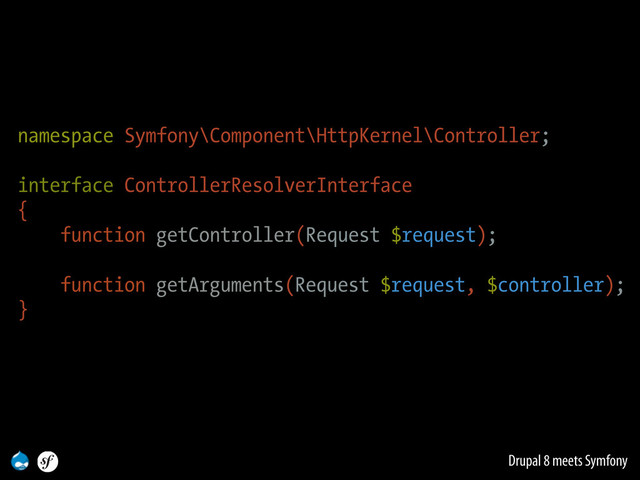 namespace Symfony\Component\HttpKernel\Controller;
interface ControllerResolverInterface
{
    function getController(Request $request);
    function getArguments(Request $request, $controller);
}
sf
Drupal 8 meets Symfony